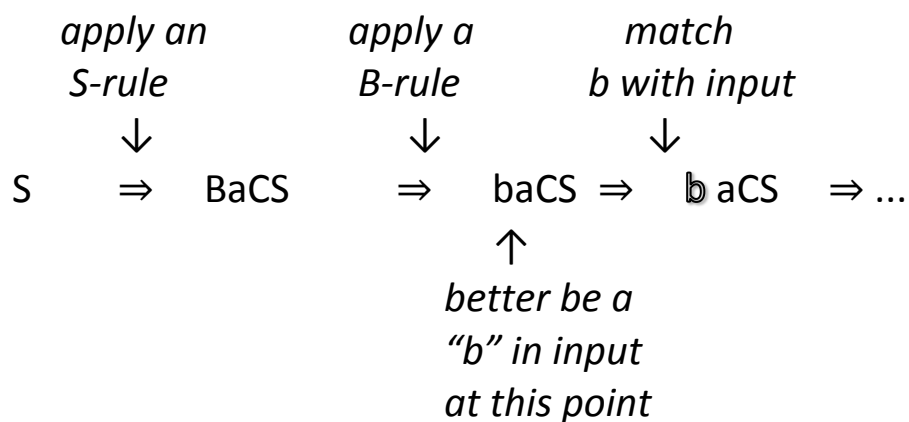 apply an apply a match
S-rule B-rule b with input
↓ ↓ ↓
S ⇒ BaCS ⇒ baCS ⇒ b aCS ⇒ ...
↑
better be a
“b” in input
at this point